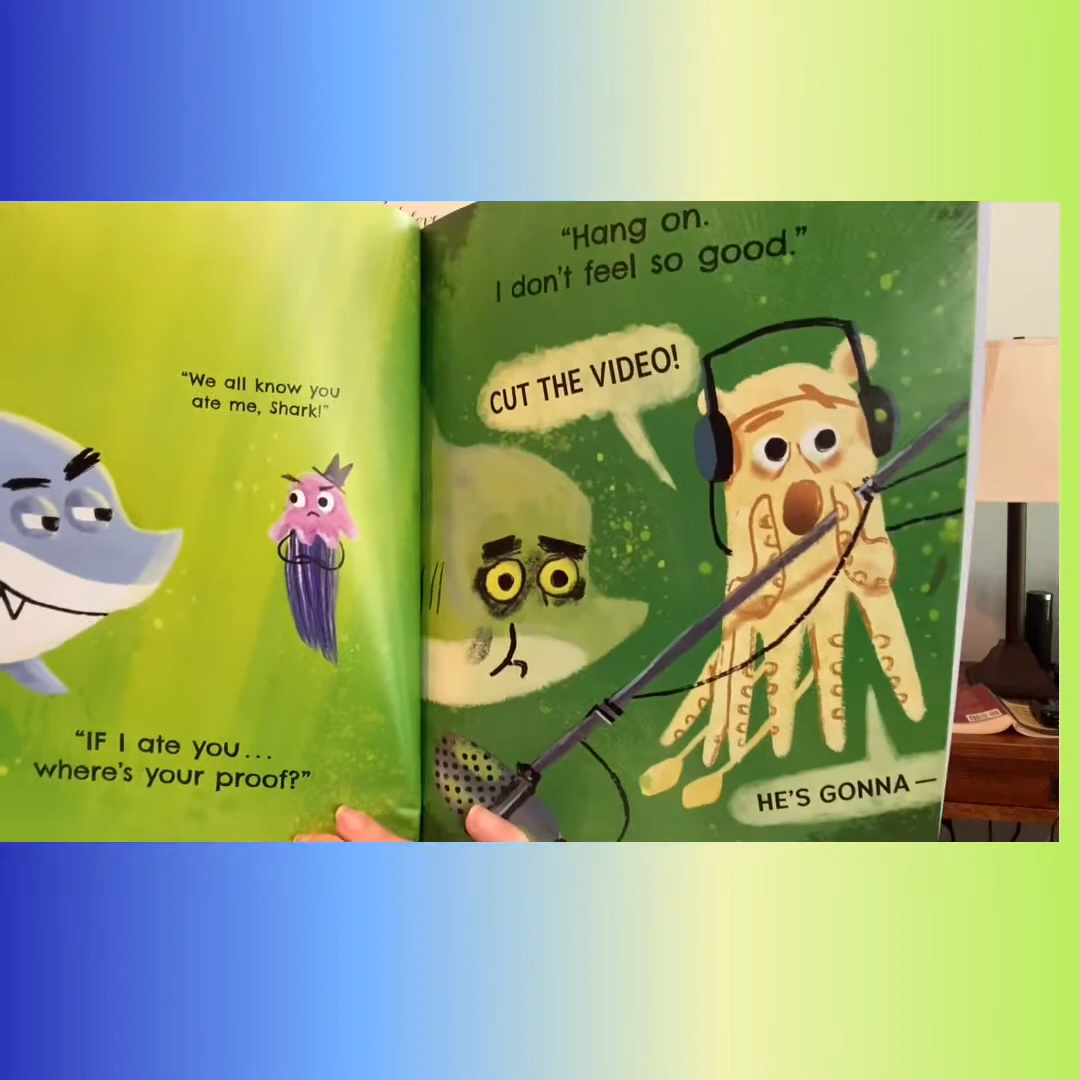 “We all know you
ate me, Shark!”
“IF I ate you...
where’s your proof?”
“Hang on.
I don’t feel so good.”
CUT THE VIDEO!
HE’S GONNA—